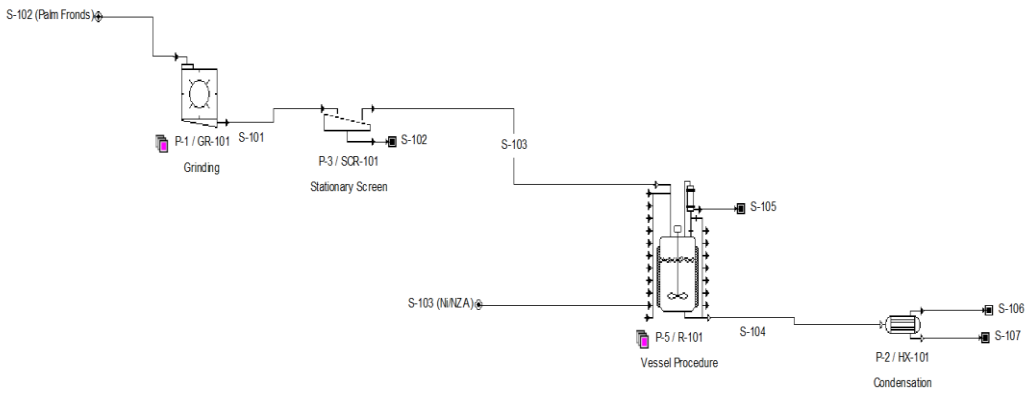 S-102 (Palm Fronds)
P-1 / GR-101
Grinding
S-101
S-102
P-3 / SCR-101
Stationary Screen
S-103
S-105
S-103 (Ni/NZA)
P-5 / R-101
Vessel Procedure
S-104
S-106
S-107
P-2 / HX-101
Condensation